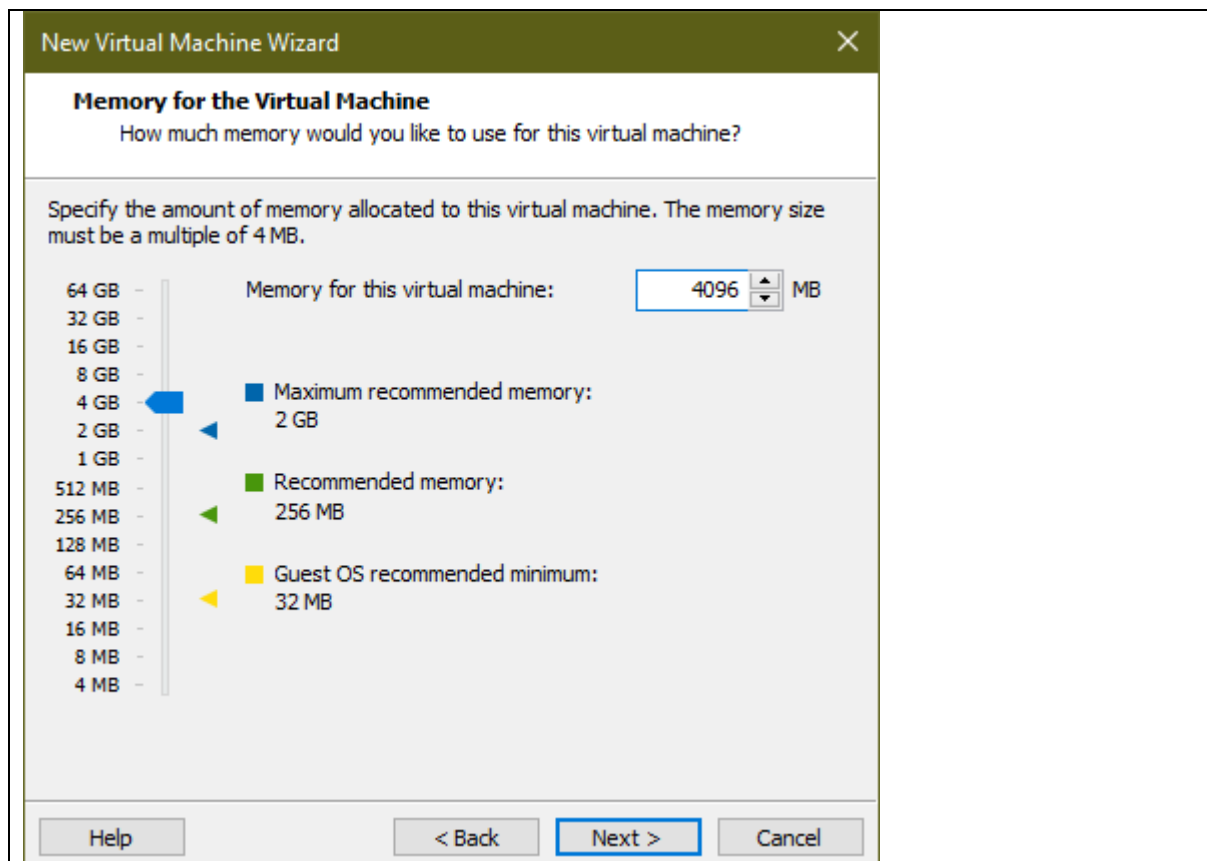 New Virtual Machine Wizard
Memory for the Virtual Machine
How much memory would you like to use for this virtual machine?
Specify the amount of memory allocated to this virtual machine. The memory size
must be a multiple of 4 MB.
64 GB
Memory for this virtual machine: 4096 MB
32 GB
16 GB
8 GB
4 GB
2 GB
1 GB
512 MB
256 MB
128 MB
64 MB
32 MB
16 MB
8 MB
4 MB
Maximum recommended memory:
2 GB
Recommended memory:
256 MB
Guest OS recommended minimum:
32 MB
Help < Back Next > Cancel